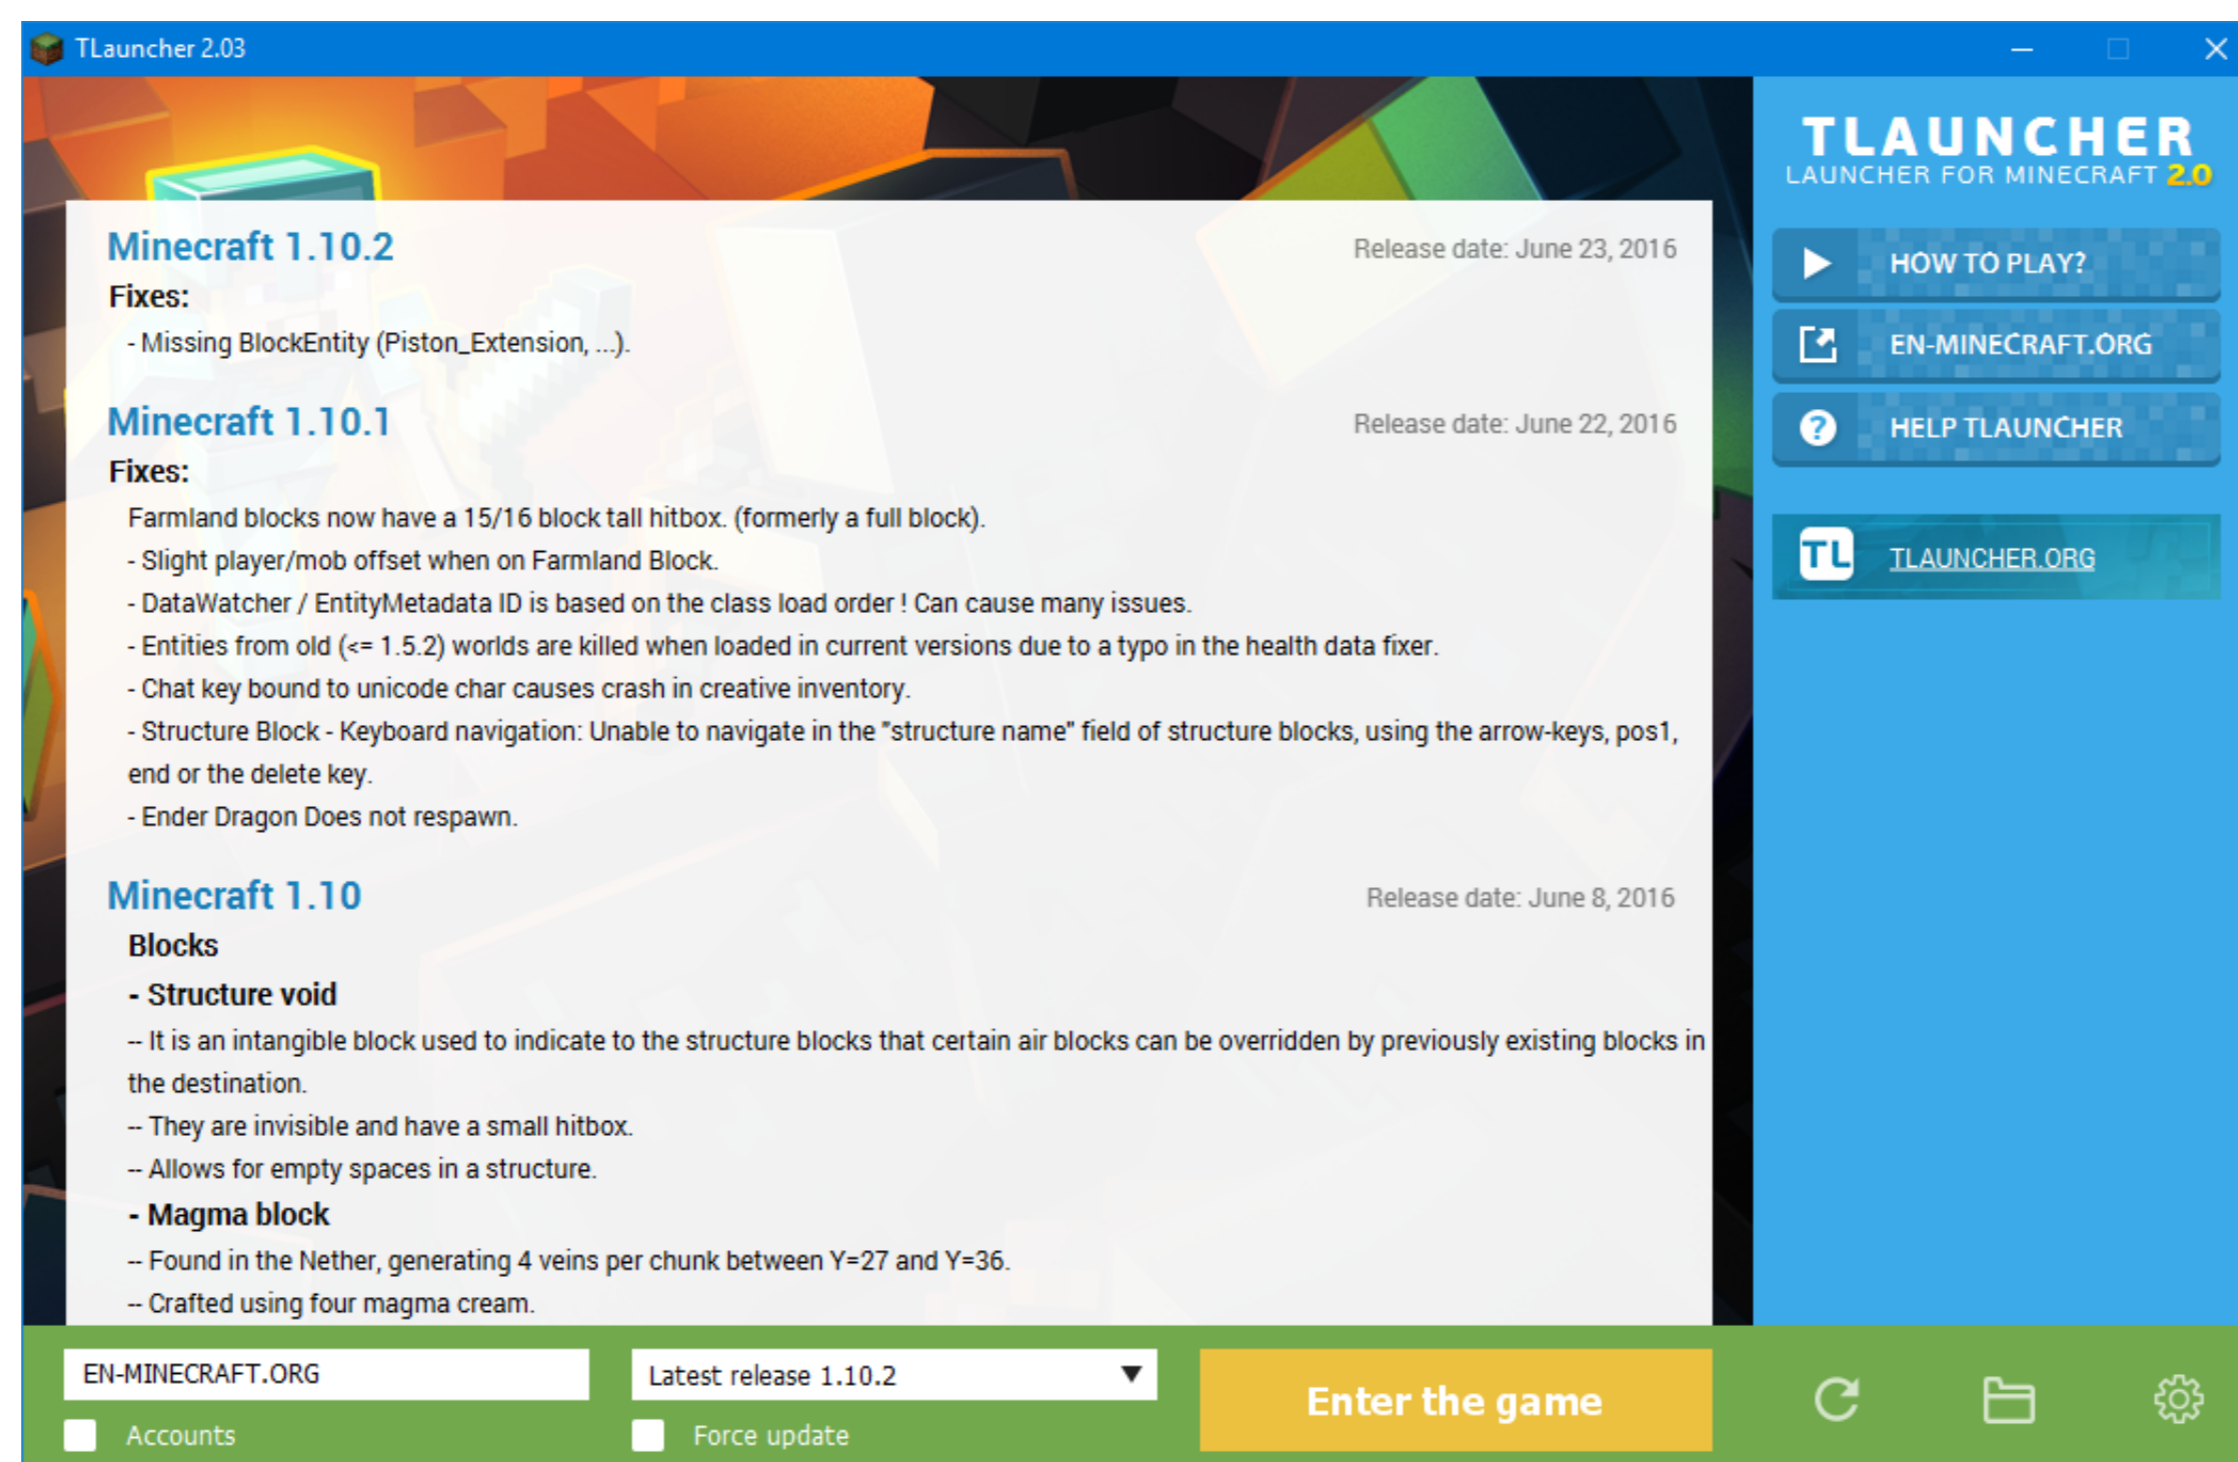 TLauncher 2.03
TLAUNCHER
LAUNCHER FOR MINECRAFT 2.0
HOW TO PLAY?
EN-MINECRAFT.ORG
HELP TLAUNCHER
TL TLAUNCHER.ORG
Minecraft 1.10.2 Release date: June 23, 2016
Fixes:
- Missing BlockEntity (Piston_Extension, ...).
Minecraft 1.10.1 Release date: June 22, 2016
Fixes:
Farmland blocks now have a 15/16 block tall hitbox. (formerly a full block).
- Slight player/mob offset when on Farmland Block.
- DataWatcher / EntityMetadata ID is based on the class load order ! Can cause many issues.
- Entities from old (<= 1.5.2) worlds are killed when loaded in current versions due to a typo in the health data fixer.
- Chat key bound to unicode char causes crash in creative inventory.
- Structure Block - Keyboard navigation: Unable to navigate in the "structure name" field of structure blocks, using the arrow-keys, pos1,
end or the delete key.
- Ender Dragon Does not respawn.
Minecraft 1.10 Release date: June 8, 2016
Blocks
- Structure void
-- It is an intangible block used to indicate to the structure blocks that certain air blocks can be overridden by previously existing blocks in
the destination.
-- They are invisible and have a small hitbox.
-- Allows for empty spaces in a structure.
- Magma block
-- Found in the Nether, generating 4 veins per chunk between Y=27 and Y=36.
-- Crafted using four magma cream.
EN-MINECRAFT.ORG
Accounts
Latest release 1.10.2
Force update
Enter the game